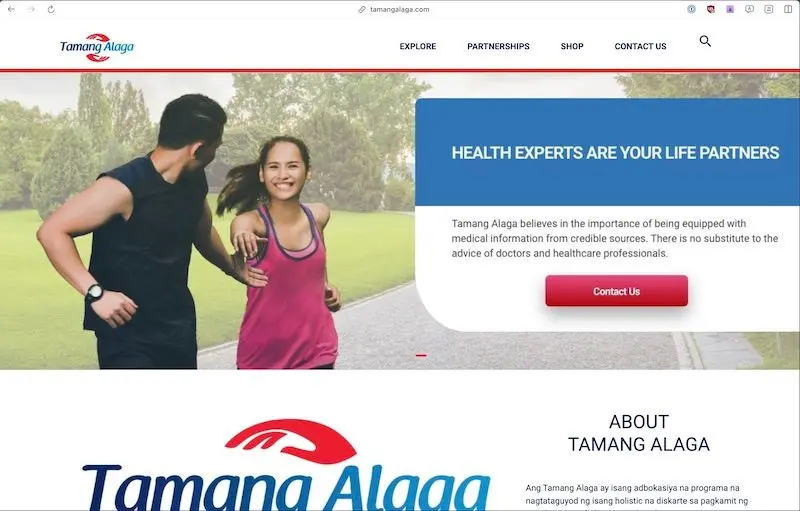 tamangalaga.com
Tamang Alaga
EXPLORE
PARTNERSHIPS
SHOP
CONTACT US
HEALTH EXPERTS ARE YOUR LIFE PARTNERS
Tamang Alaga believes in the importance of being equipped with
medical information from credible sources. There is no substitute to the
advice of doctors and healthcare professionals.
Contact Us
Tamang Alaga
ABOUT
TAMANG ALAGA
Ang Tamang Alaga ay isang adbokasiya na programa na
nagtataguyod ng isang holistic na diskarte sa pagkamit ng